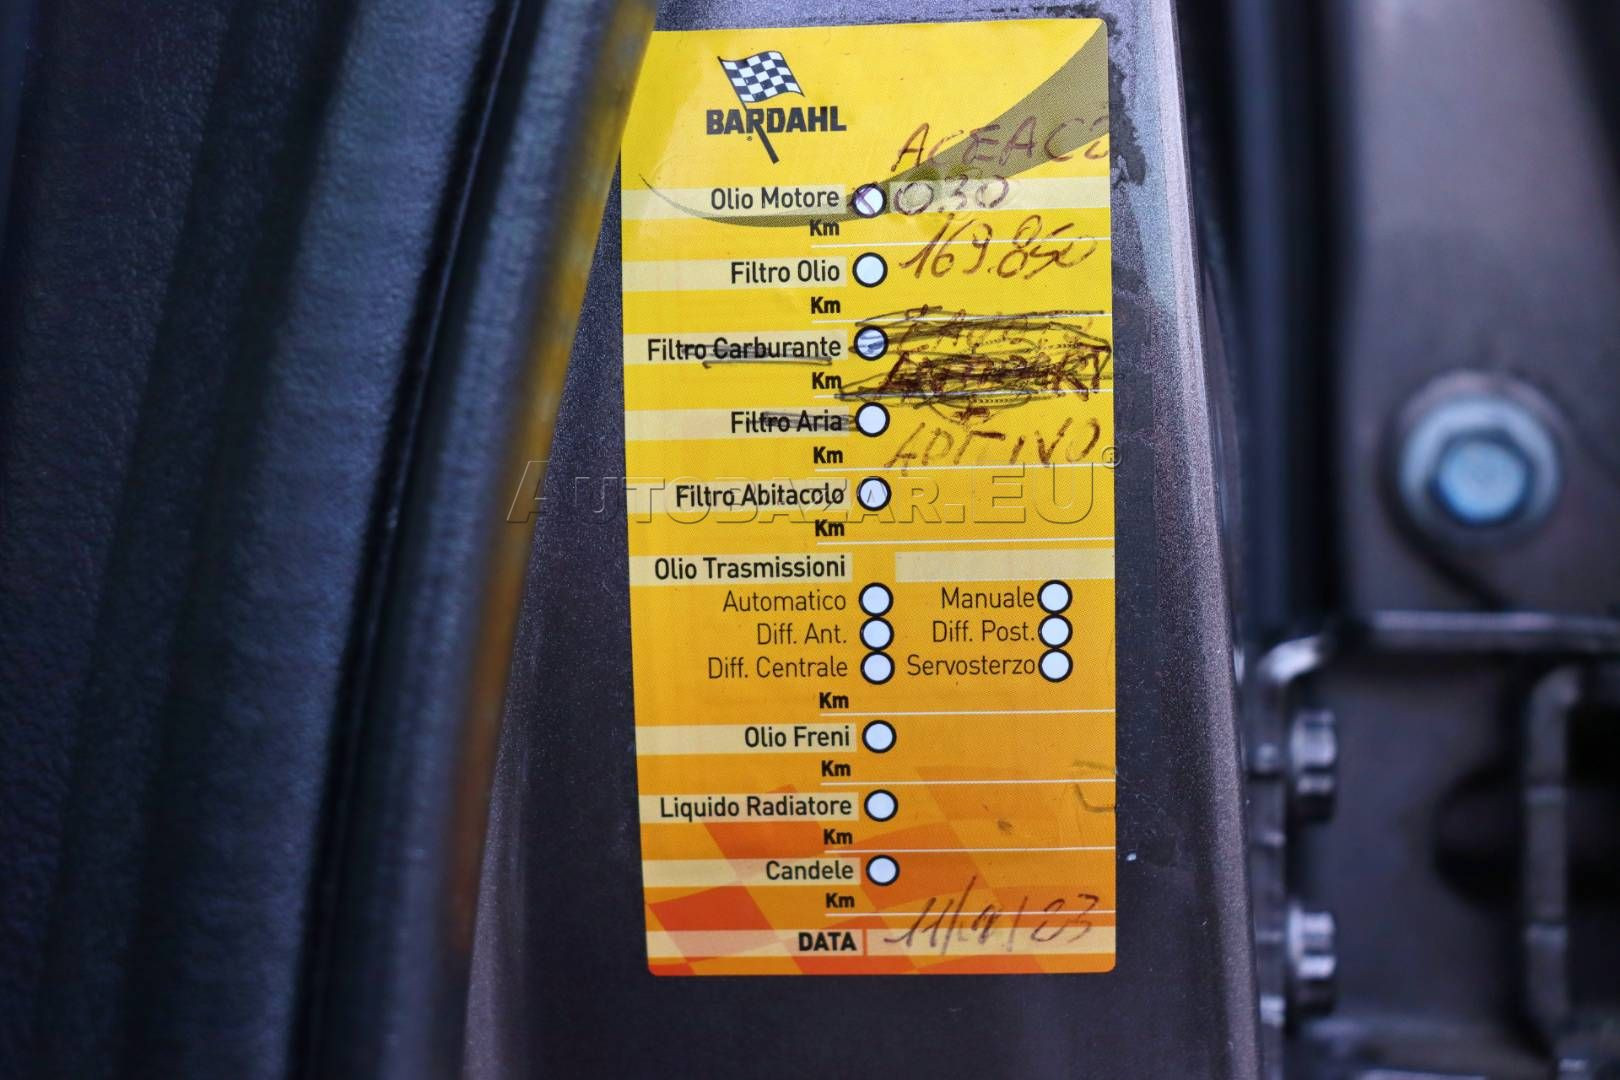 BARDAHL
ACEA C2
Olio Motore 0.30
Km 169.850
Filtro Olio
Km
Filtro Carburante
Km
Filtro Aria
Km
Filtro Abitacolo
Km
AUTOBAZAR.EU®
Olio Trasmissioni
Automatico Manuale
Diff. Ant. Diff. Post.
Diff. Centrale Servosterzo
Km
Olio Freni
Km
Liquido Radiatore
Km
Candele
Km
DATA